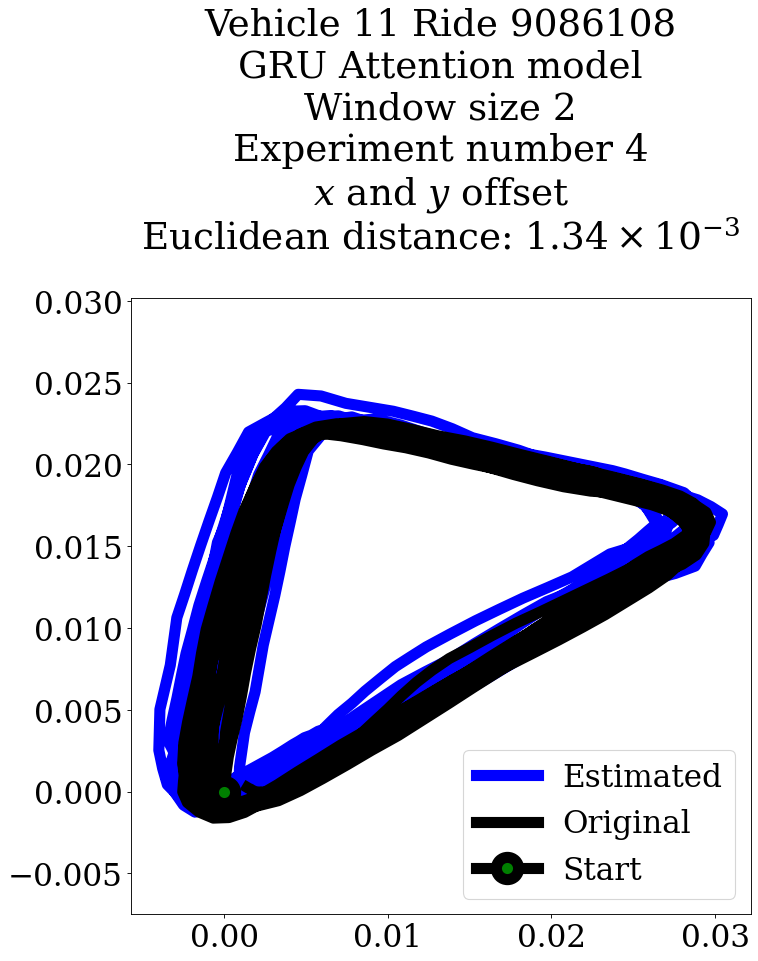 Vehicle 11 Ride 9086108
GRU Attention model
Window size 2
Experiment number 4
x and y offset
Euclidean distance: 1.34 × 10⁻³
0.030
0.025
0.020
0.015
0.010
0.005
0.000
−0.005
Estimated
Original
Start
0.00 0.01 0.02 0.03